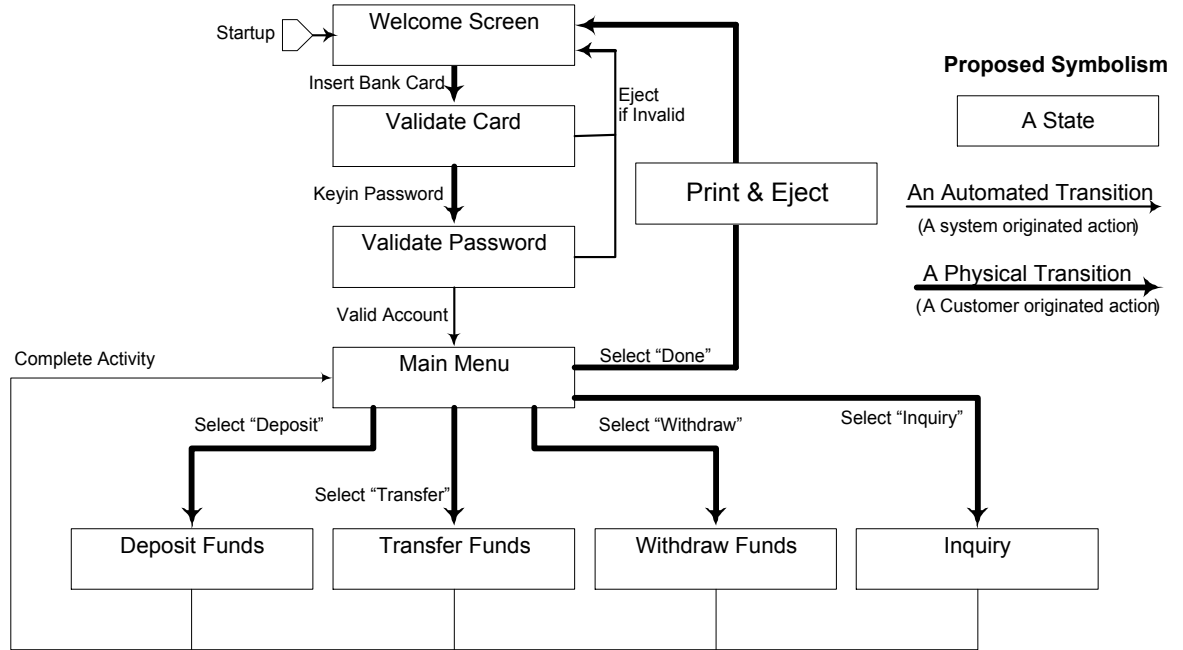 Welcome Screen
Startup
Insert Bank Card
Proposed Symbolism
Eject
if Invalid
Validate Card
A State
Keyin Password
Print & Eject
An Automated Transition
(A system originated action)
Validate Password
A Physical Transition
(A Customer originated action)
Valid Account
Complete Activity
Main Menu
Select “Done”
Select “Deposit”
Select “Withdraw”
Select “Inquiry”
Select “Transfer”
Deposit Funds
Transfer Funds
Withdraw Funds
Inquiry